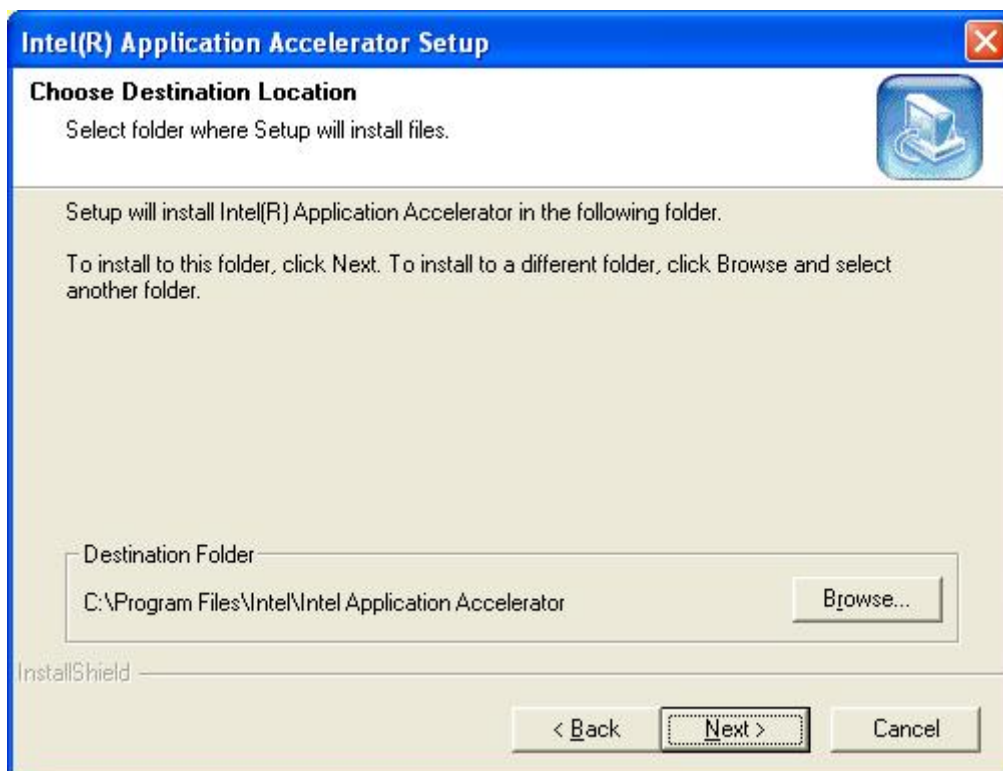 Intel(R) Application Accelerator Setup
Choose Destination Location
Select folder where Setup will install files.
Setup will install Intel(R) Application Accelerator in the following folder.
To install to this folder, click Next. To install to a different folder, click Browse and select
another folder.
Destination Folder
C:\Program Files\Intel\Intel Application Accelerator
Browse...
InstallShield
< Back
Next >
Cancel